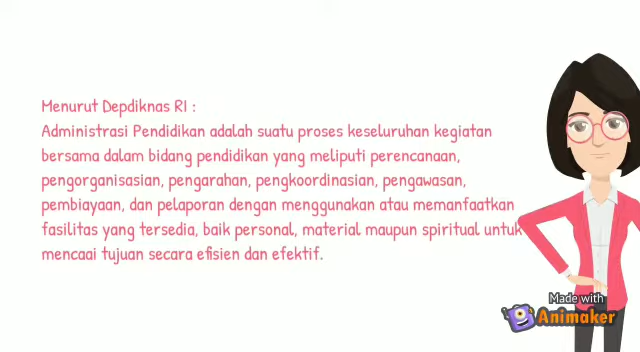 Menurut Depdiknas RI :
Administrasi Pendidikan adalah suatu proses keseluruhan kegiatan
bersama dalam bidang pendidikan yang meliputi perencanaan,
pengorganisasian, pengarahan, pengkoordinasian, pengawasan,
pembiayaan, dan pelaporan dengan menggunakan atau memanfaatkan
fasilitas yang tersedia, baik personal, material maupun spiritual untuk
mencaai tujuan secara efisien dan efektif.
Made with
Animaker